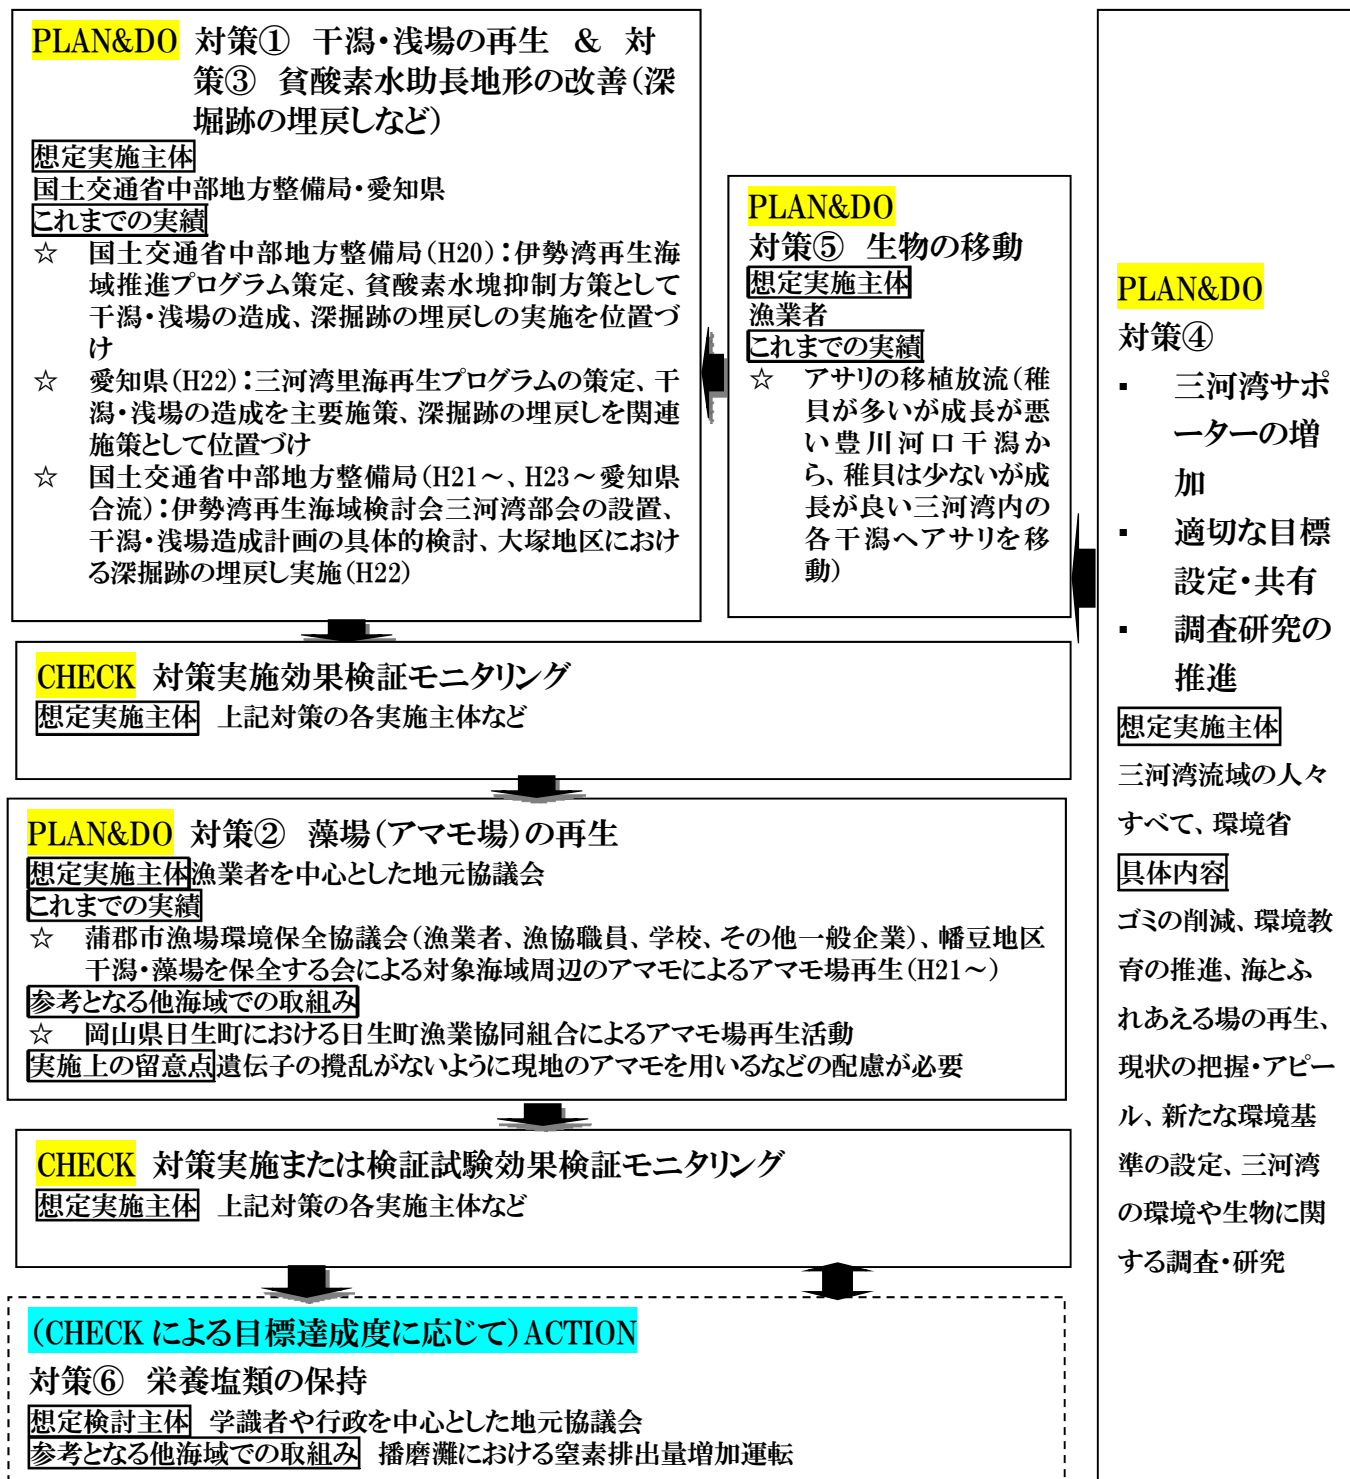 PLAN&DO 対策① 干潟・浅場の再生 & 対
策③ 貧酸素水助長地形の改善(深
堀跡の埋戻しなど)
想定実施主体
国土交通省中部地方整備局・愛知県
これまでの実績
☆ 国土交通省中部地方整備局(H20):伊勢湾再生海
域推進プログラム策定、貧酸素水塊抑制方策として
干潟・浅場の造成、深掘跡の埋戻しの実施を位置づ
け
☆ 愛知県(H22):三河湾里海再生プログラムの策定、干
潟・浅場の造成を主要施策、深掘跡の埋戻しを関連
施策として位置づけ
☆ 国土交通省中部地方整備局(H21~、H23~愛知県
合流):伊勢湾再生海域検討会三河湾部会の設置、
干潟・浅場造成計画の具体的検討、大塚地区におけ
る深掘跡の埋戻し実施(H22)
PLAN&DO
対策⑤ 生物の移動
想定実施主体
漁業者
これまでの実績
☆ アサリの移植放流(稚
貝が多いが成長が悪
い豊川河口干潟か
ら、稚貝は少ないが成
長が良い三河湾内の
各干潟へアサリを移
動)
CHECK 対策実施効果検証モニタリング
想定実施主体 上記対策の各実施主体など
PLAN&DO 対策② 藻場(アマモ場)の再生
想定実施主体漁業者を中心とした地元協議会
これまでの実績
☆ 蒲郡市漁場環境保全協議会(漁業者、漁協職員、学校、その他一般企業)、幡豆地区
干潟・藻場を保全する会による対象海域周辺のアマモによるアマモ場再生(H21~)
参考となる他海域での取組み
☆ 岡山県日生町における日生町漁業協同組合によるアマモ場再生活動
実施上の留意点遺伝子の攪乱がないように現地のアマモを用いるなどの配慮が必要
CHECK 対策実施または検証試験効果検証モニタリング
想定実施主体 上記対策の各実施主体など
(CHECK による目標達成度に応じて)ACTION
対策⑥ 栄養塩類の保持
想定検討主体 学識者や行政を中心とした地元協議会
参考となる他海域での取組み 播磨灘における窒素排出量増加運転
PLAN&DO
対策④
▪ 三河湾サポ
ーターの増
加
▪ 適切な目標
設定・共有
▪ 調査研究の
推進
想定実施主体
三河湾流域の人々
すべて、環境省
具体内容
ゴミの削減、環境教
育の推進、海とふ
れあえる場の再生、
現状の把握・アピー
ル、新たな環境基
準の設定、三河湾
の環境や生物に関
する調査・研究